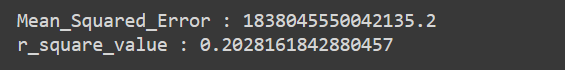 Mean_Squared_Error : 1838045550042135.2
r_square_value : 0.2028161842880457